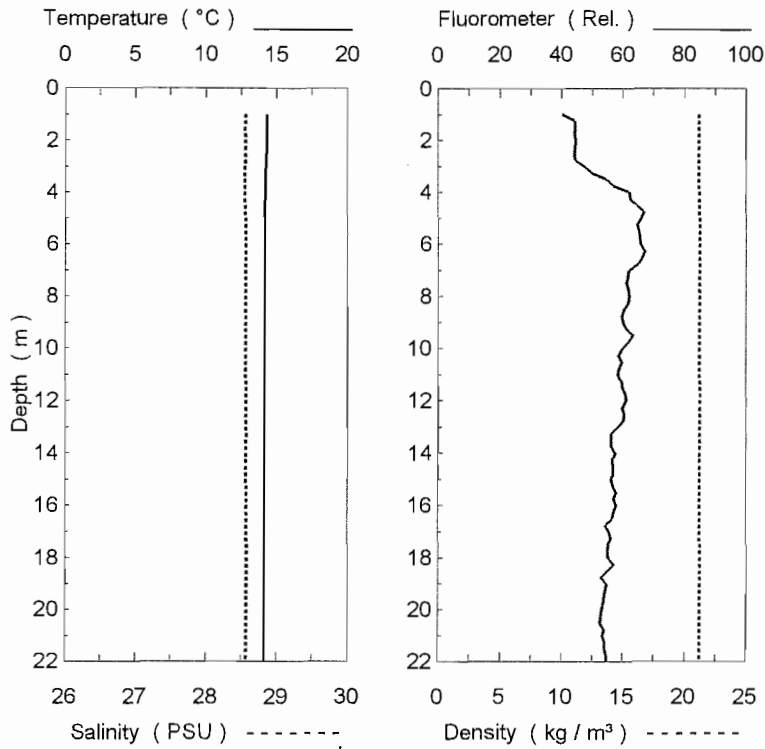 Temperature ( °C )
0 5 10 15 20
0
2
4
6
8
10
12
14
16
18
20
22
Depth ( m )
26 27 28 29 30
Salinity ( PSU )
Fluorometer ( Rel. )
0 20 40 60 80 100
0
2
4
6
8
10
12
14
16
18
20
22
0 5 10 15 20 25
Density ( kg / m³ )